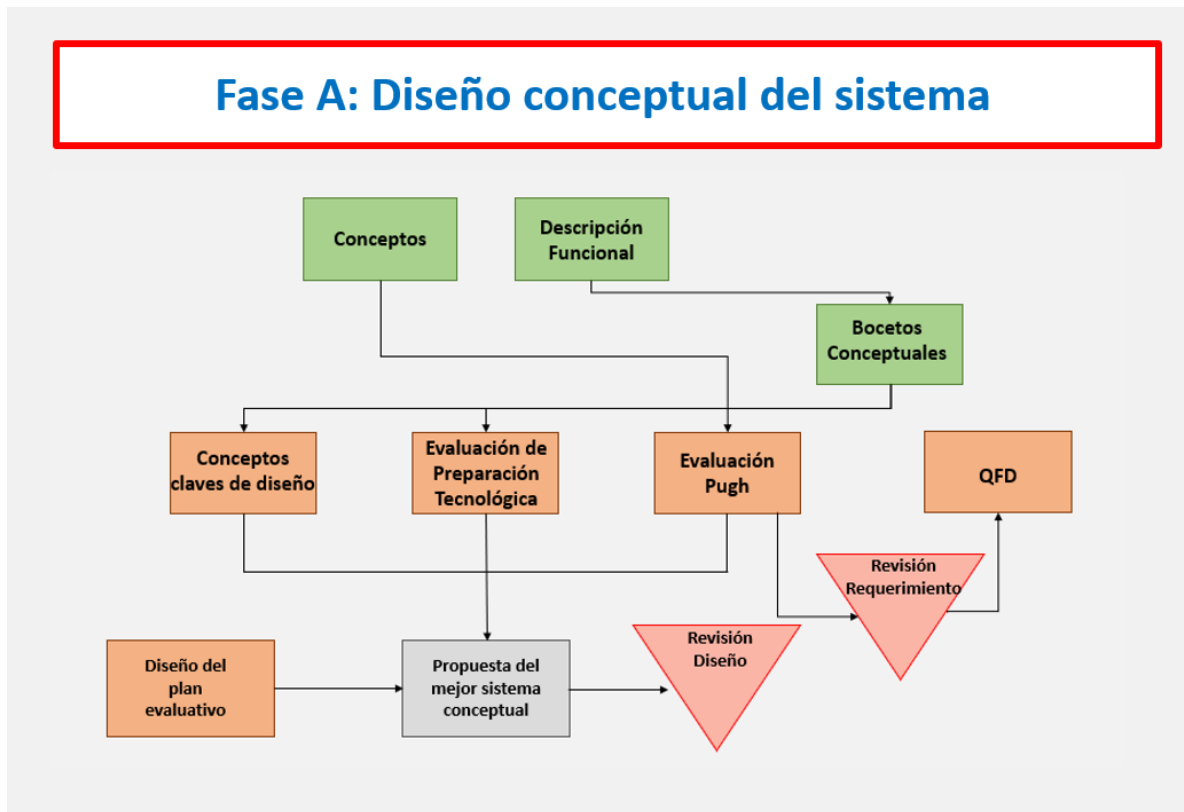 Fase A: Diseño conceptual del sistema
Conceptos
Descripción
Funcional
Bocetos
Conceptuales
Conceptos
claves de diseño
Evaluación de
Preparación
Tecnológica
Evaluación
Pugh
QFD
Revisión
Requerimiento
Diseño del
plan
evaluativo
Propuesta del
mejor sistema
conceptual
Revisión
Diseño